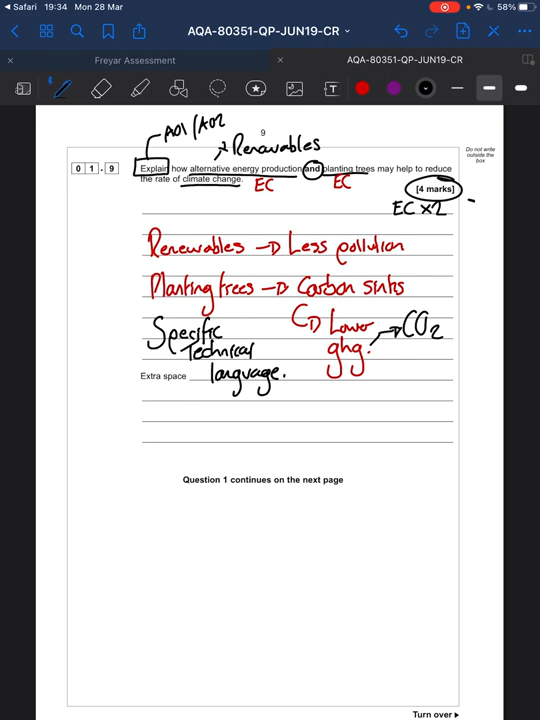 19:34 Mon 28 Mar
58%
Safari
AQA-80351-QP-JUN19-CR
Freyar Assessment
AQA-80351-QP-JUN19-CR
9
AO1/AO2
Renewables
Do not write
outside the
box
0 1 . 9 Explain how alternative energy production and planting trees may help to reduce
the rate of climate change.
EC EC
[4 marks]
EC x2
Renewables → Less pollution
Planting trees → Carbon sinks
Lower → CO2
ghg.
Specific
Technical
language.
Extra space
Question 1 continues on the next page
Turn over